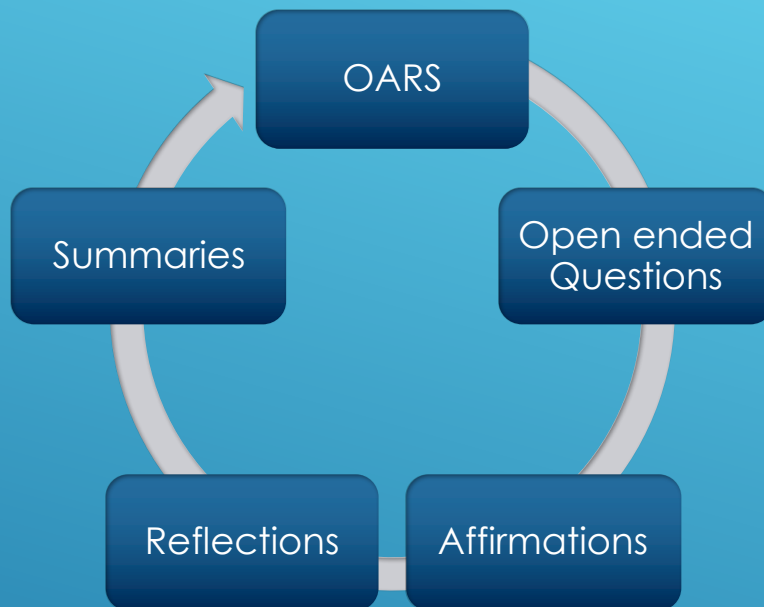 OARS
Open ended
Questions
Affirmations
Reflections
Summaries